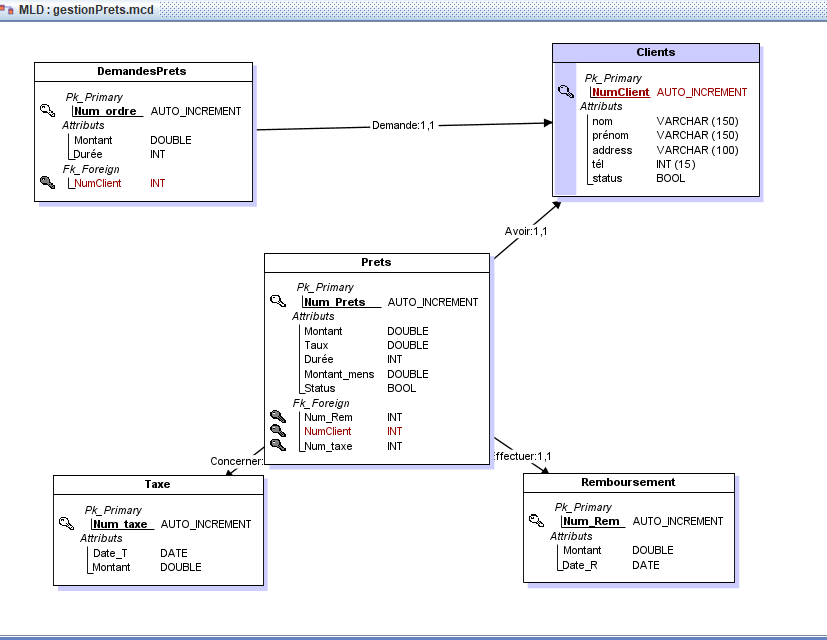 MLD : gestionPrets.mcd
DemandesPrets
Pk_Primary
Num_ordre AUTO_INCREMENT
Attributs
Montant DOUBLE
Durée INT
Fk_Foreign
NumClient INT
Demande:1,1
Clients
Pk_Primary
NumClient AUTO_INCREMENT
Attributs
nom VARCHAR (150)
prénom VARCHAR (150)
address VARCHAR (100)
tél INT (15)
status BOOL
Avoir:1,1
Prets
Pk_Primary
Num_Prets AUTO_INCREMENT
Attributs
Montant DOUBLE
Taux DOUBLE
Durée INT
Montant_mens DOUBLE
Status BOOL
Fk_Foreign
Num_Rem INT
NumClient INT
Num_taxe INT
Concerner:
Effectuer:1,1
Taxe
Pk_Primary
Num_taxe AUTO_INCREMENT
Attributs
Date_T DATE
Montant DOUBLE
Remboursement
Pk_Primary
Num_Rem AUTO_INCREMENT
Attributs
Montant DOUBLE
Date_R DATE